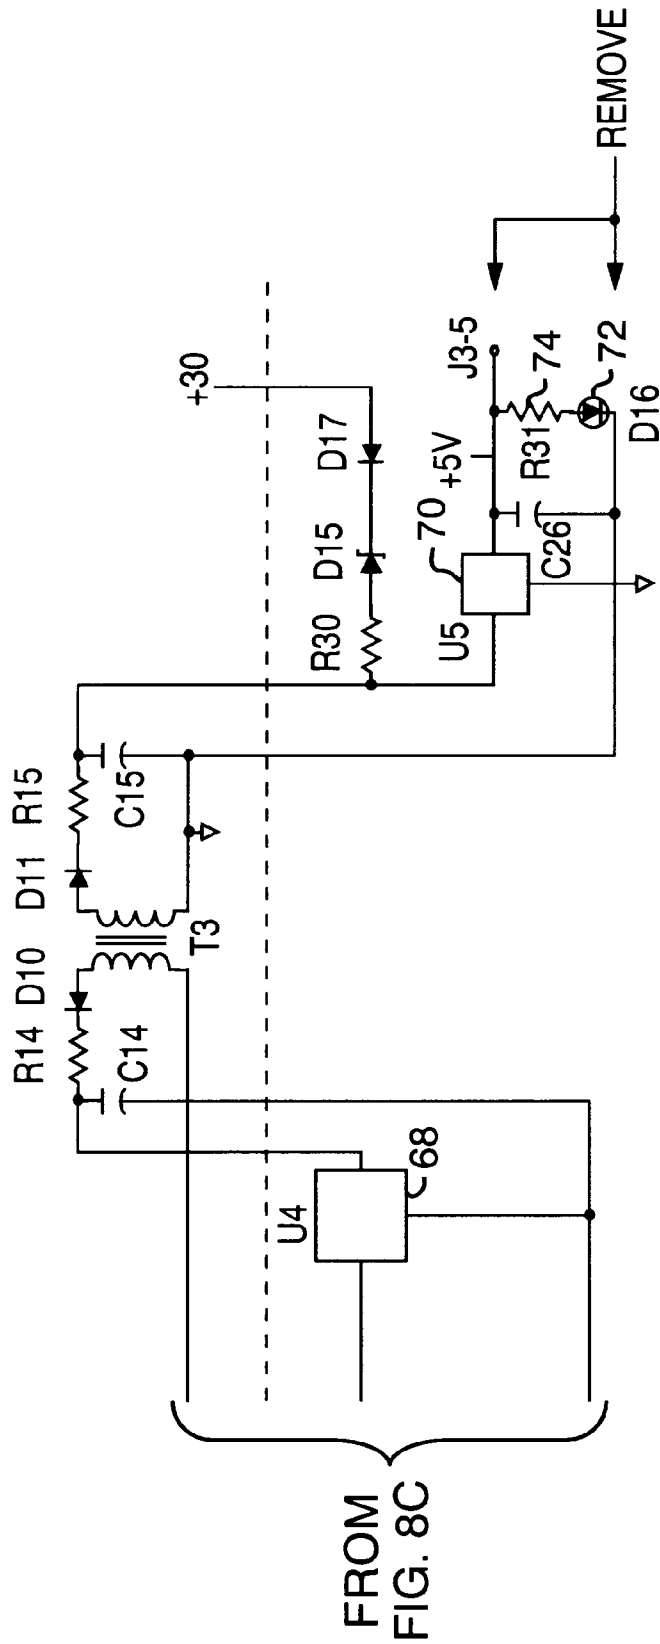 R14 D10
D11 R15
T3
C14
C15
+30
R30 D15 D17
U4
68
U5
70
+5V
J3-5
C26
R31
74
72
D16
REMOVE
FROM
FIG. 8C